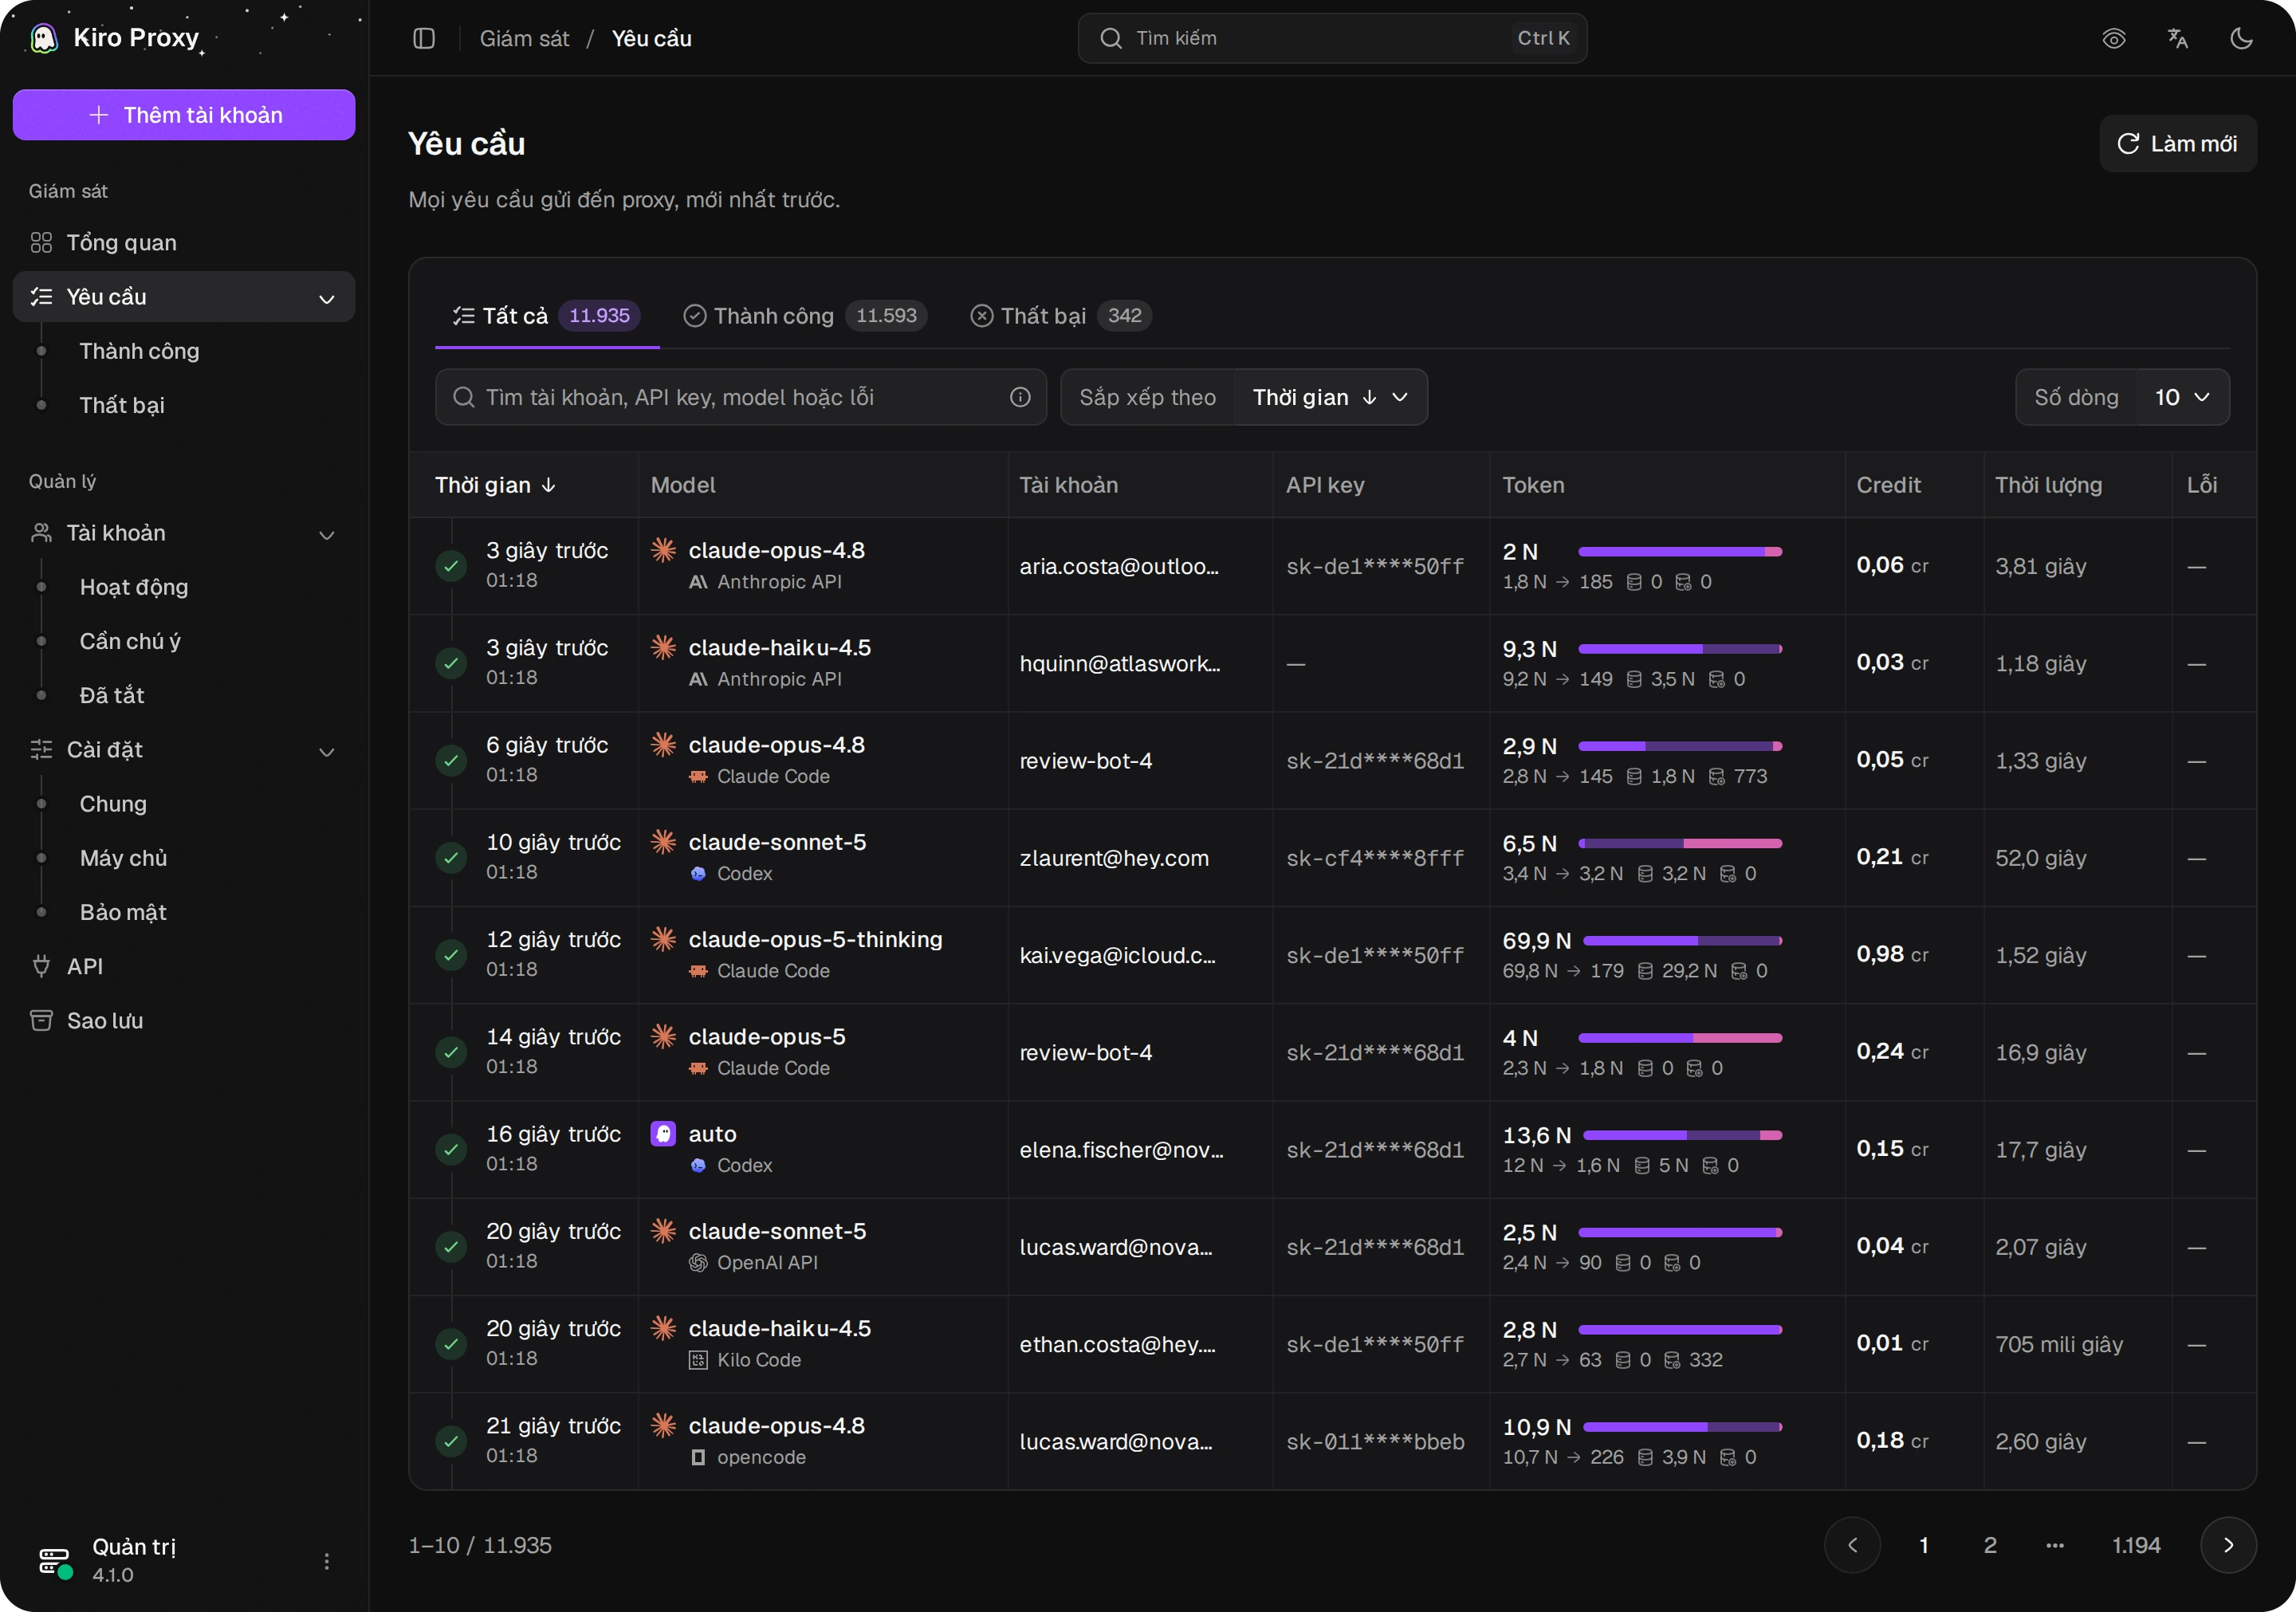 Kiro Proxy
Thêm tài khoản
Giám sát
Tổng quan
Yêu cầu
Thành công
Thất bại
Quản lý
Tài khoản
Hoạt động
Cần chú ý
Đã tắt
Cài đặt
Chung
Máy chủ
Bảo mật
API
Sao lưu
Quản trị
4.1.0
Giám sát / Yêu cầu
Tìm kiếm Ctrl K
Yêu cầu
Làm mới
Mọi yêu cầu gửi đến proxy, mới nhất trước.
Tất cả 11.935 Thành công 11.593 Thất bại 342
Tìm tài khoản, API key, model hoặc lỗi Sắp xếp theo Thời gian ↓ Số dòng 10
Thời gian ↓ Model Tài khoản API key Token Credit Thời lượng Lỗi
3 giây trước claude-opus-4.8 aria.costa@outloo... sk-de1****50ff 2 N 0,06 cr 3,81 giây —
01:18 Anthropic API 1,8 N → 185 0 0
3 giây trước claude-haiku-4.5 hquinn@atlaswork... — 9,3 N 0,03 cr 1,18 giây —
01:18 Anthropic API 9,2 N → 149 3,5 N 0
6 giây trước claude-opus-4.8 review-bot-4 sk-21d****68d1 2,9 N 0,05 cr 1,33 giây —
01:18 Claude Code 2,8 N → 145 1,8 N 773
10 giây trước claude-sonnet-5 zlaurent@hey.com sk-cf4****8fff 6,5 N 0,21 cr 52,0 giây —
01:18 Codex 3,4 N → 3,2 N 3,2 N 0
12 giây trước claude-opus-5-thinking kai.vega@icloud.c... sk-de1****50ff 69,9 N 0,98 cr 1,52 giây —
01:18 Claude Code 69,8 N → 179 29,2 N 0
14 giây trước claude-opus-5 review-bot-4 sk-21d****68d1 4 N 0,24 cr 16,9 giây —
01:18 Claude Code 2,3 N → 1,8 N 0 0
16 giây trước auto elena.fischer@nov... sk-21d****68d1 13,6 N 0,15 cr 17,7 giây —
01:18 Codex 12 N → 1,6 N 5 N 0
20 giây trước claude-sonnet-5 lucas.ward@nova... sk-21d****68d1 2,5 N 0,04 cr 2,07 giây —
01:18 OpenAI API 2,4 N → 90 0 0
20 giây trước claude-haiku-4.5 ethan.costa@hey.... sk-de1****50ff 2,8 N 0,01 cr 705 mili giây —
01:18 Kilo Code 2,7 N → 63 0 332
21 giây trước claude-opus-4.8 lucas.ward@nova... sk-011****bbeb 10,9 N 0,18 cr 2,60 giây —
01:18 opencode 10,7 N → 226 3,9 N 0
1–10 / 11.935 1 2 ... 1.194